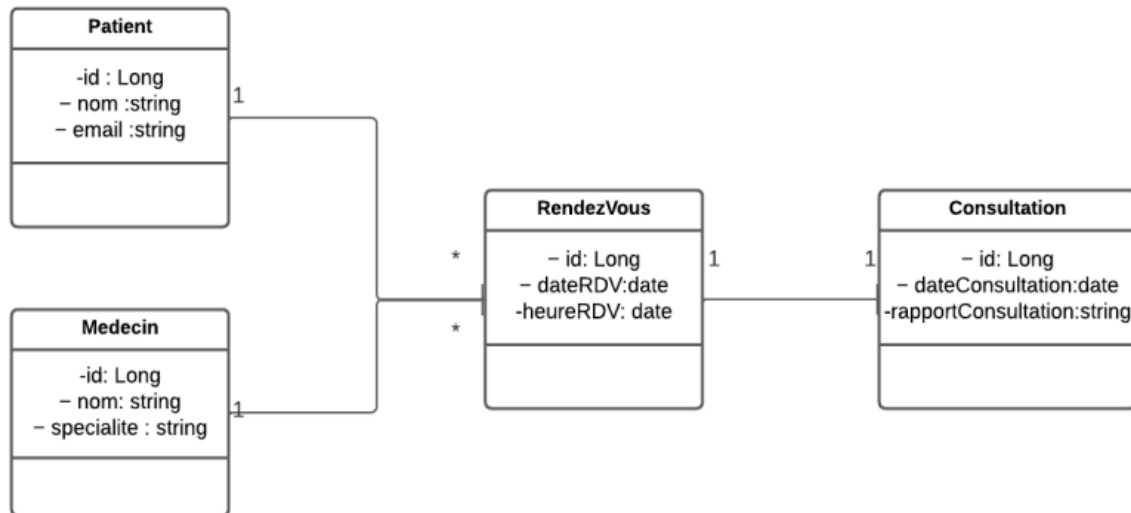 Patient
-id : Long
– nom :string
– email :string
1
Medecin
-id: Long
– nom: string
– specialite : string
1
*
*
RendezVous
– id: Long
– dateRDV:date
-heureRDV: date
1
1
Consultation
– id: Long
– dateConsultation:date
-rapportConsultation:string